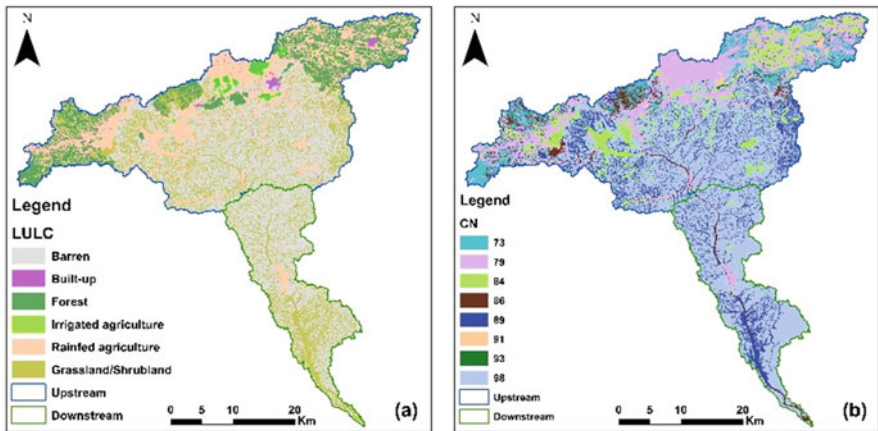 N
Legend
LULC
Barren
Built-up
Forest
Irrigated agriculture
Rainfed agriculture
Grassland/Shrubland
Upstream
Downstream
0 5 10 20
Km
(a)
N
Legend
CN
73
79
84
86
89
91
93
98
Upstream
Downstream
0 5 10 20
Km
(b)